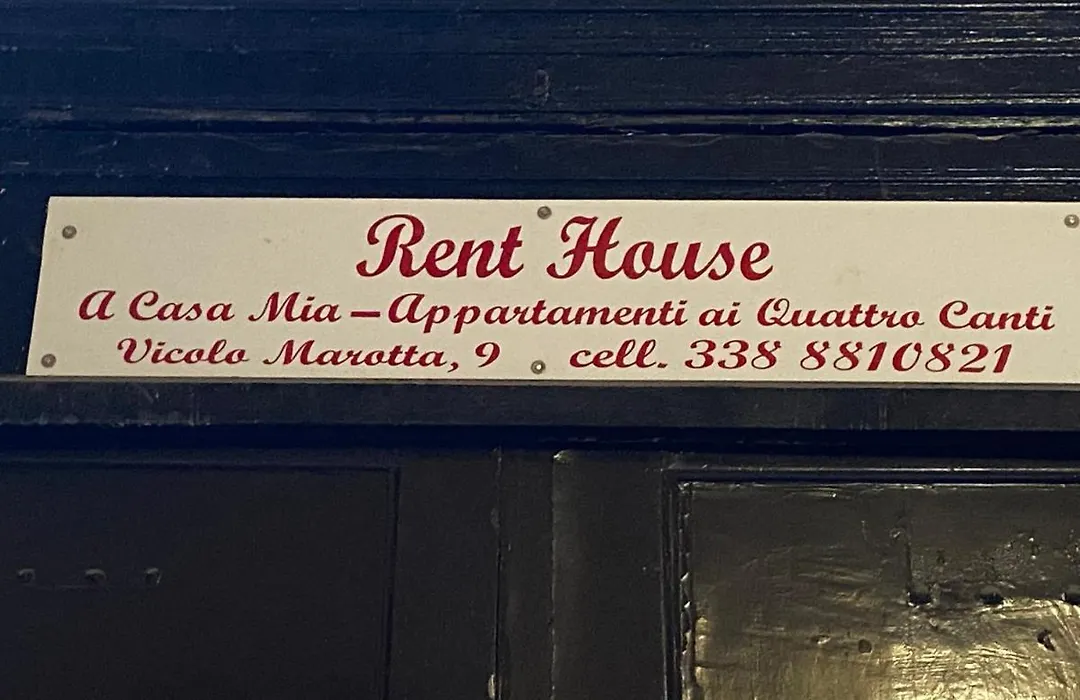 Rent House
A Casa Mia – Appartamenti ai Quattro Canti
Vicolo Marotta, 9 cell. 338 8810821